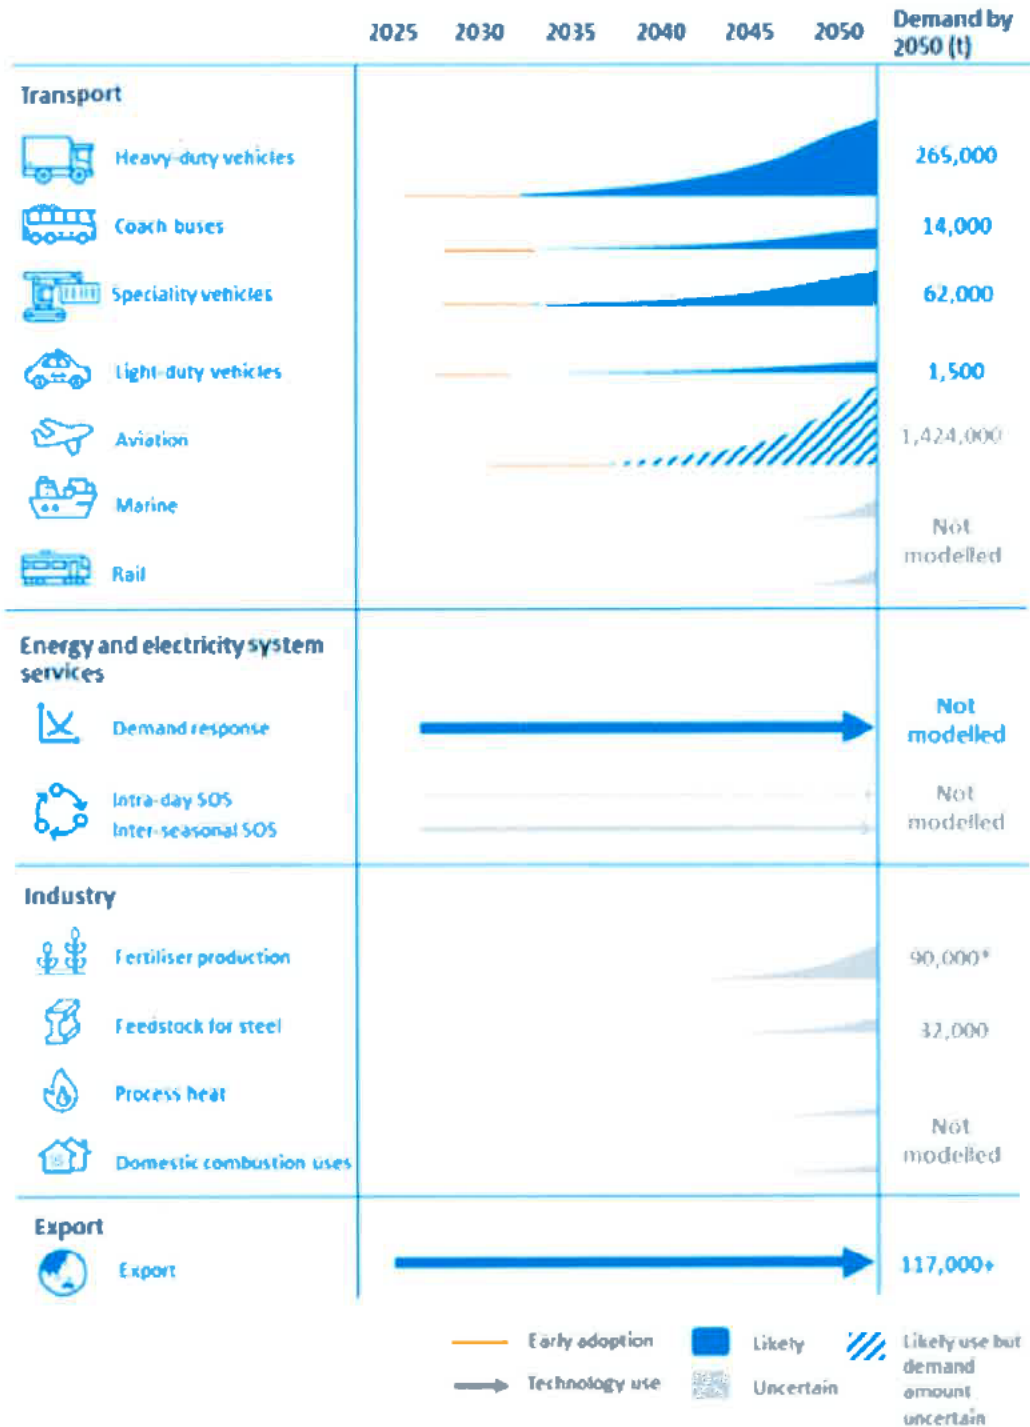 2025 2030 2035 2040 2045 2050 Demand by
2050 (t)
Transport
Heavy-duty vehicles 265,000
Coach buses 14,000
Speciality vehicles 62,000
Light-duty vehicles 1,500
Aviation 1,424,000
Marine
Not
modelled
Rail
Energy and electricity system
services
Demand response
Not
modelled
Intra-day SOS
Inter-seasonal SOS
Not
modelled
Industry
Fertiliser production 90,000*
Feedstock for steel 32,000
Process heat
Not
modelled
Domestic combustion uses
Export
Export 117,000+
Early adoption
Technology use
Likely
Uncertain
Likely use but
demand
amount
uncertain